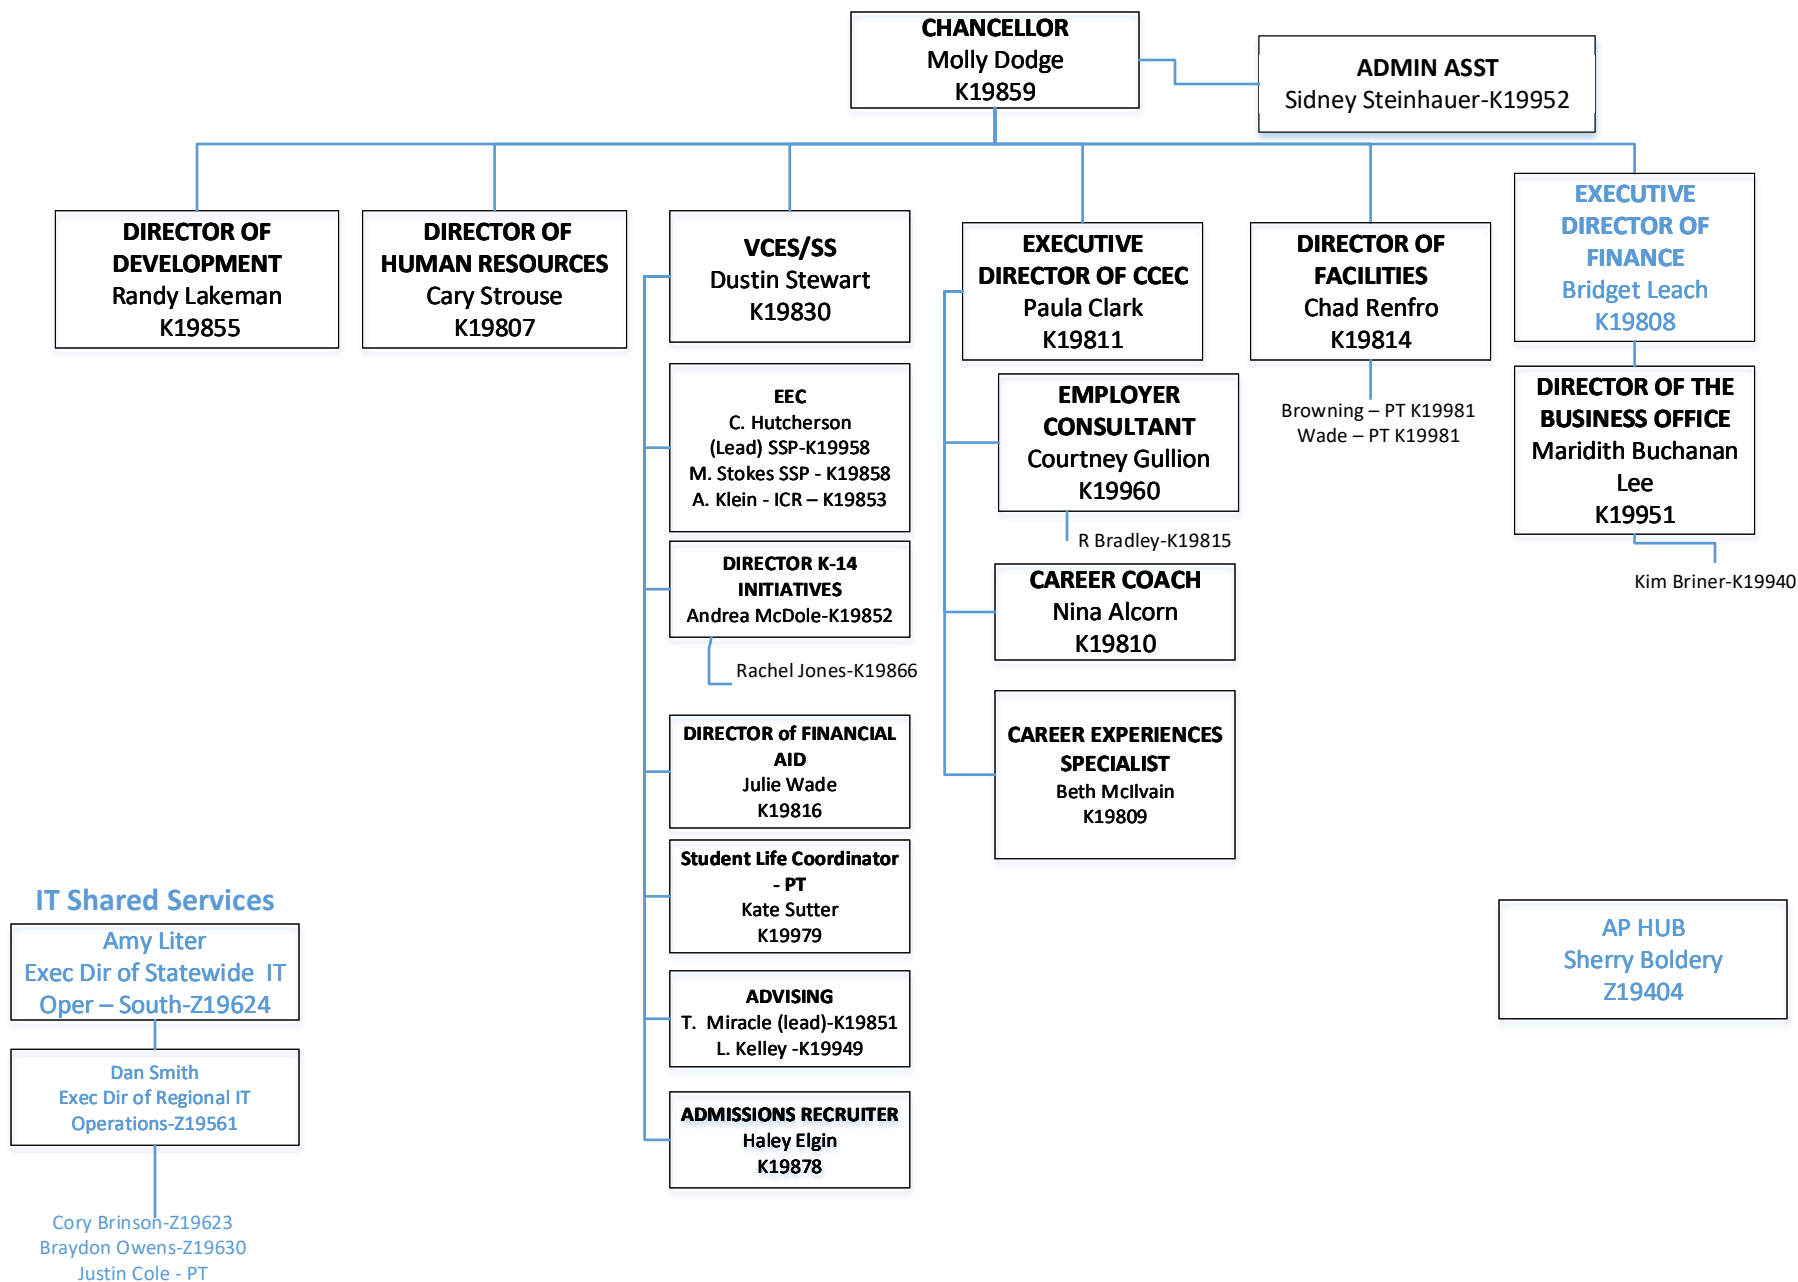 CHANCELLOR
Molly Dodge
K19859
ADMIN ASST
Sidney Steinhauer-K19952
DIRECTOR OF
DEVELOPMENT
Randy Lakeman
K19855
DIRECTOR OF
HUMAN RESOURCES
Cary Strouse
K19807
VCES/SS
Dustin Stewart
K19830
EEC
C. Hutcherson
(Lead) SSP-K19958
M. Stokes SSP - K19858
A. Klein - ICR – K19853
DIRECTOR K-14
INITIATIVES
Andrea McDole-K19852
Rachel Jones-K19866
DIRECTOR of FINANCIAL
AID
Julie Wade
K19816
Student Life Coordinator
- PT
Kate Sutter
K19979
ADVISING
T.  Miracle (lead)-K19851
L. Kelley -K19949
ADMISSIONS RECRUITER
Haley Elgin
K19878
EXECUTIVE
DIRECTOR OF CCEC
Paula Clark
K19811
EMPLOYER
CONSULTANT
Courtney Gullion
K19960
R Bradley-K19815
CAREER COACH
Nina Alcorn
K19810
CAREER EXPERIENCES
SPECIALIST
Beth McIlvain
K19809
DIRECTOR OF
FACILITIES
Chad Renfro
K19814
Browning – PT K19981
Wade – PT K19981
EXECUTIVE
DIRECTOR OF
FINANCE
Bridget Leach
K19808
DIRECTOR OF THE
BUSINESS OFFICE
Maridith Buchanan
Lee
K19951
Kim Briner-K19940
IT Shared Services
Amy Liter
Exec Dir of Statewide  IT
Oper – South-Z19624
Dan Smith
Exec Dir of Regional IT
Operations-Z19561
Cory Brinson-Z19623
Braydon Owens-Z19630
Justin Cole - PT
AP HUB
Sherry Boldery
Z19404